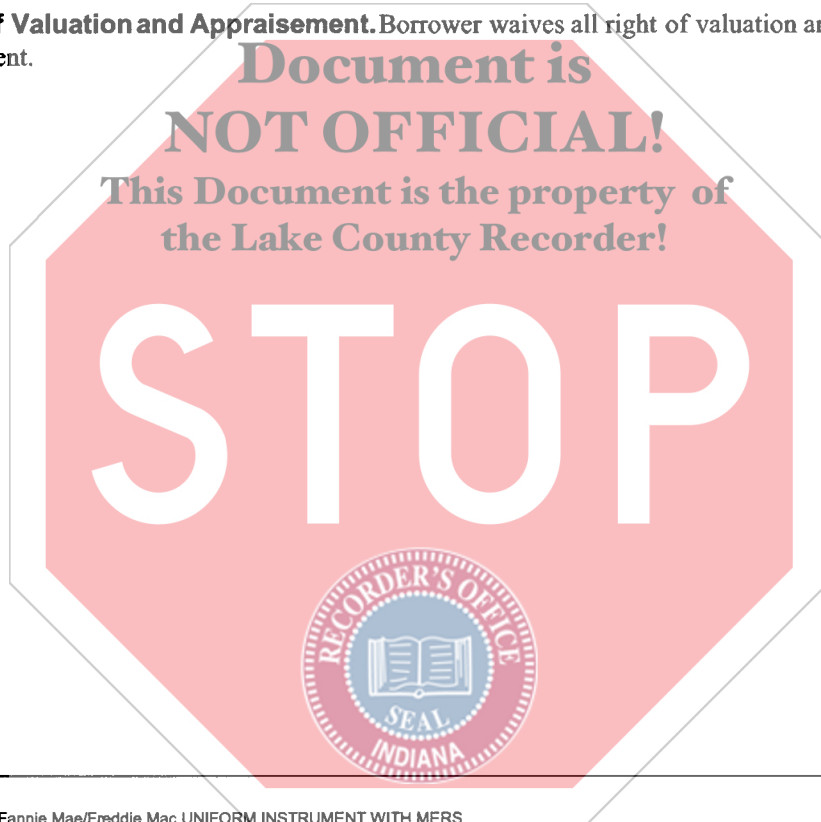 Valuation and Appraisement. Borrower waives all right of valuation
Document is
NOT OFFICIAL!
This Document is the property of
the Lake County Recorder!
STOP
RECORDER'S OFFICE
SEAL
INDIANA
Fannie Mae/Freddie Mac UNIFORM INSTRUMENT WITH MERS